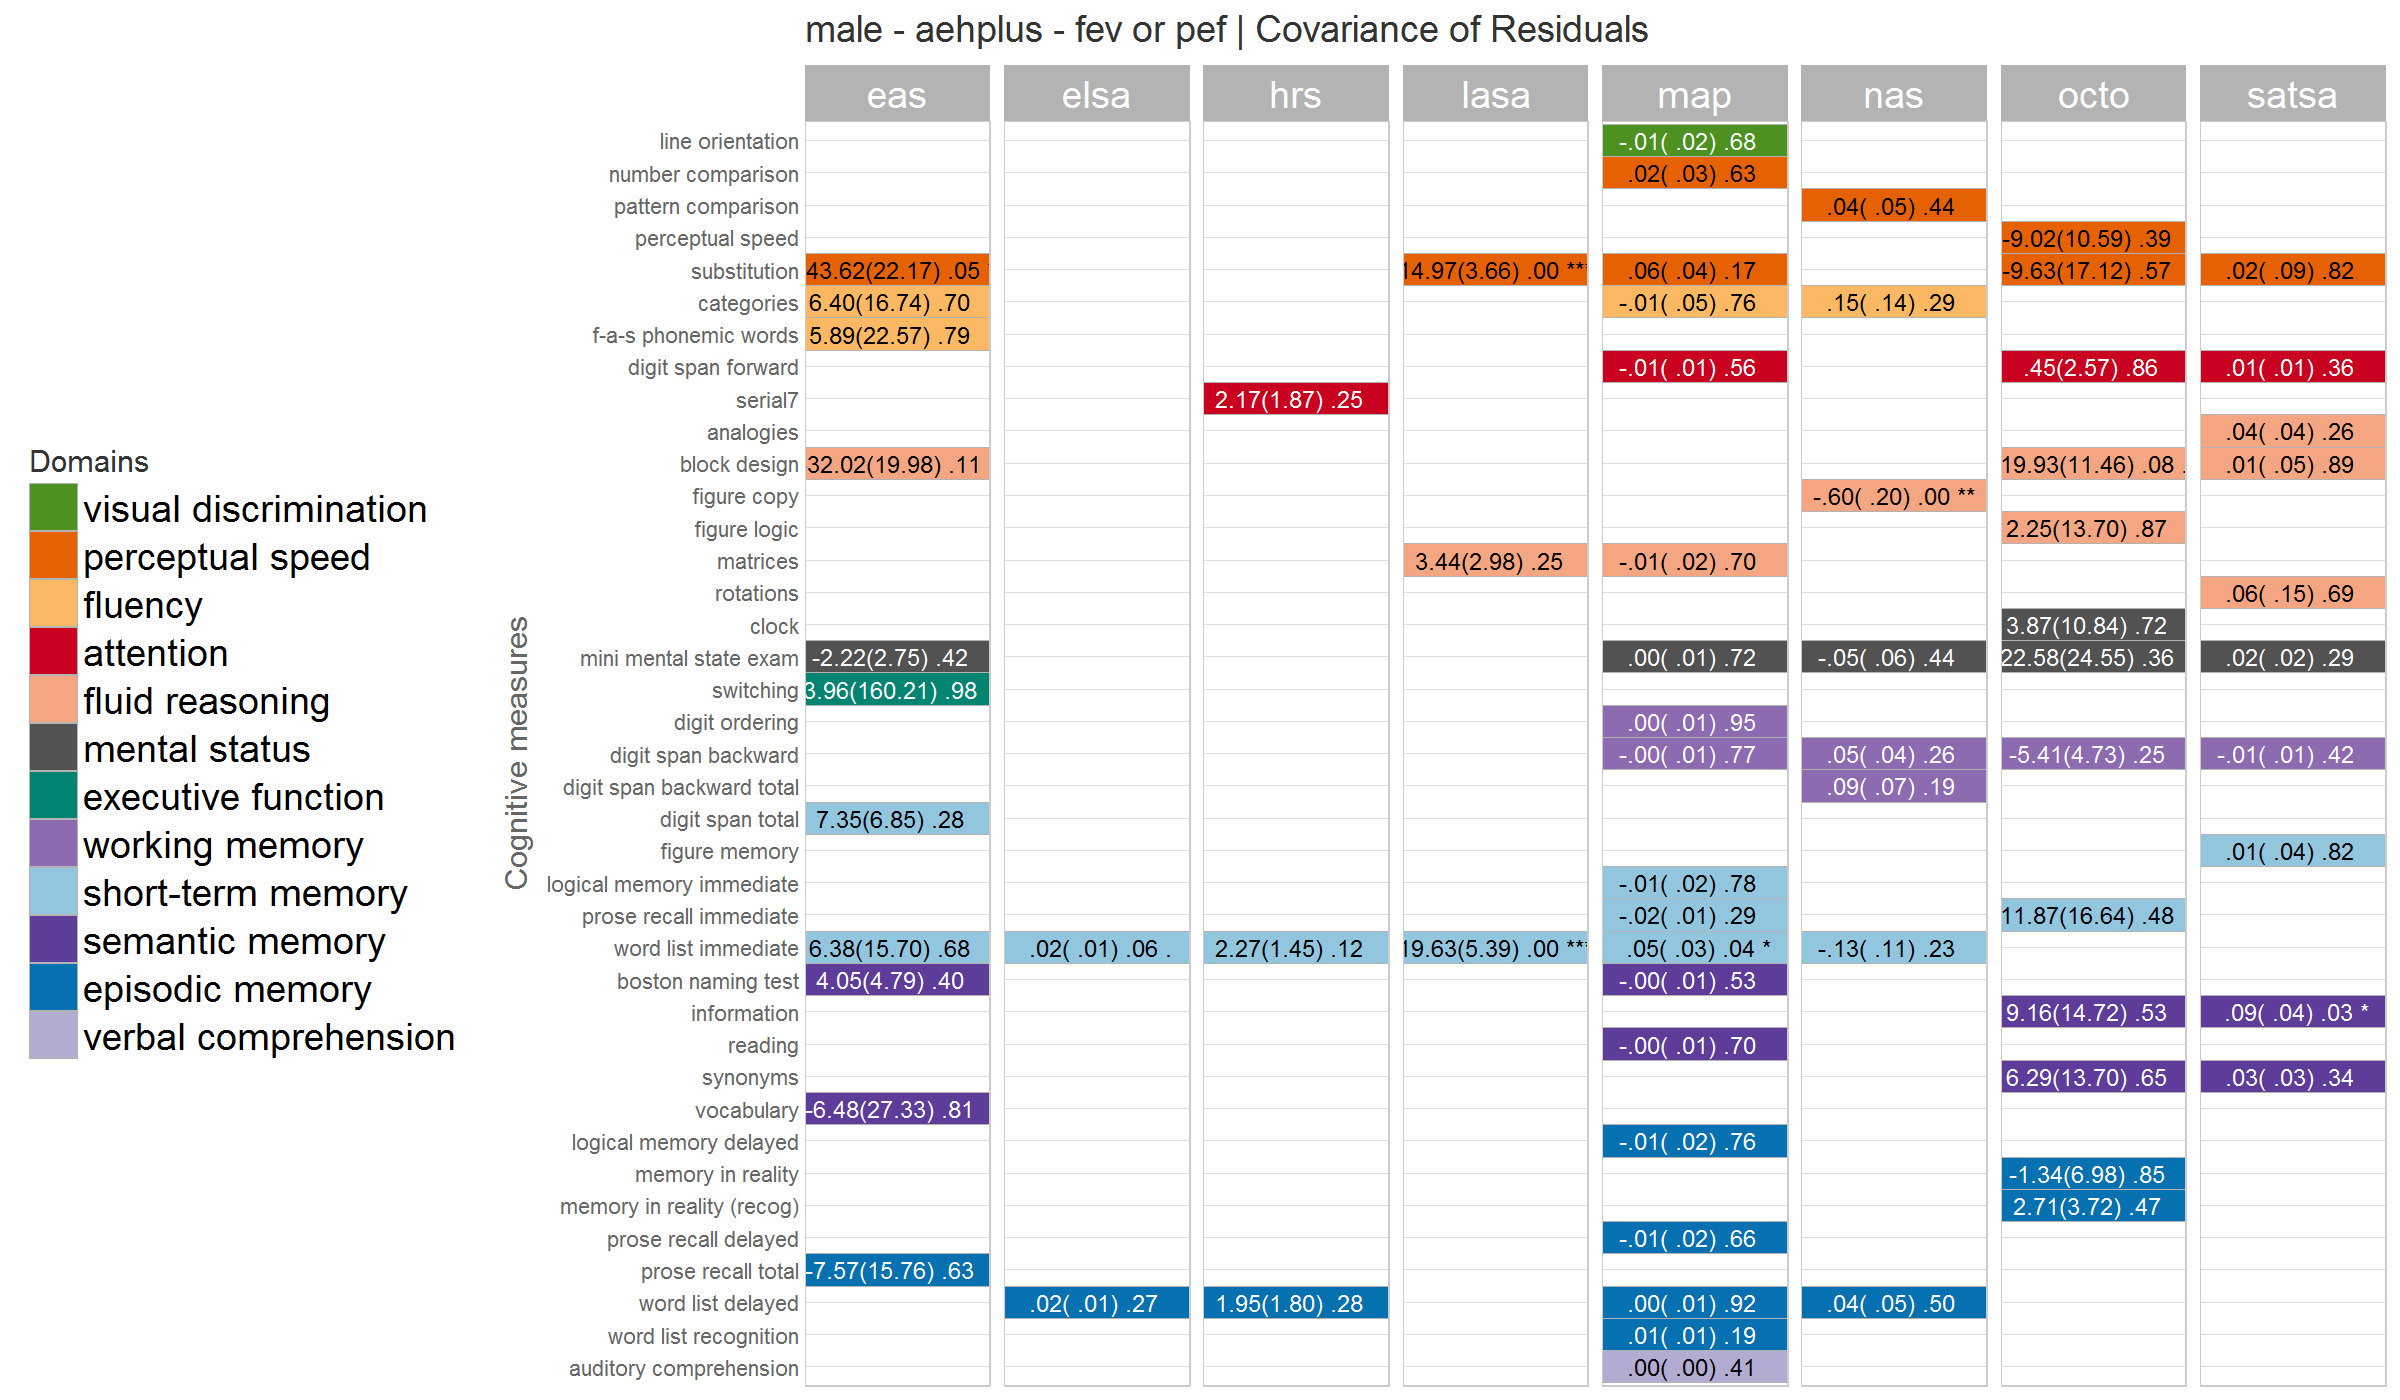 male - aehplus - fev or pef | Covariance of Residuals
eas elsa hrs lasa map nas octo satsa
line orientation -.01( .02) .68
number comparison .02( .03) .63
pattern comparison .04( .05) .44
perceptual speed -9.02(10.59) .39
substitution 43.62(22.17) .05 14.97(3.66) .00 *** .06( .04) .17 -9.63(17.12) .57 .02( .09) .82
categories 6.40(16.74) .70 -.01( .05) .76 .15( .14) .29
f-a-s phonemic words 5.89(22.57) .79
digit span forward -.01( .01) .56 .45(2.57) .86 .01( .01) .36
serial7 2.17(1.87) .25
analogies .04( .04) .26
block design 32.02(19.98) .11 19.93(11.46) .08 . .01( .05) .89
figure copy -.60( .20) .00 **
figure logic 2.25(13.70) .87
matrices 3.44(2.98) .25 -.01( .02) .70
rotations .06( .15) .69
clock 3.87(10.84) .72
mini mental state exam -2.22(2.75) .42 .00( .01) .72 -.05( .06) .44 22.58(24.55) .36 .02( .02) .29
switching 3.96(160.21) .98
digit ordering .00( .01) .95
digit span backward -.00( .01) .77 .05( .04) .26 -5.41(4.73) .25 -.01( .01) .42
digit span backward total .09( .07) .19
digit span total 7.35(6.85) .28
figure memory .01( .04) .82
logical memory immediate -.01( .02) .78
prose recall immediate -.02( .01) .29 11.87(16.64) .48
word list immediate 6.38(15.70) .68 .02( .01) .06 . 2.27(1.45) .12 19.63(5.39) .00 *** .05( .03) .04 * -.13( .11) .23
boston naming test 4.05(4.79) .40 -.00( .01) .53
information 9.16(14.72) .53 .09( .04) .03 *
reading -.00( .01) .70
synonyms 6.29(13.70) .65 .03( .03) .34
vocabulary -6.48(27.33) .81
logical memory delayed -.01( .02) .76
memory in reality -1.34(6.98) .85
memory in reality (recog) 2.71(3.72) .47
prose recall delayed -.01( .02) .66
prose recall total -7.57(15.76) .63
word list delayed .02( .01) .27 1.95(1.80) .28 .00( .01) .92 .04( .05) .50
word list recognition .01( .01) .19
auditory comprehension .00( .00) .41
Cognitive measures
Domains
visual discrimination
perceptual speed
fluency
attention
fluid reasoning
mental status
executive function
working memory
short-term memory
semantic memory
episodic memory
verbal comprehension